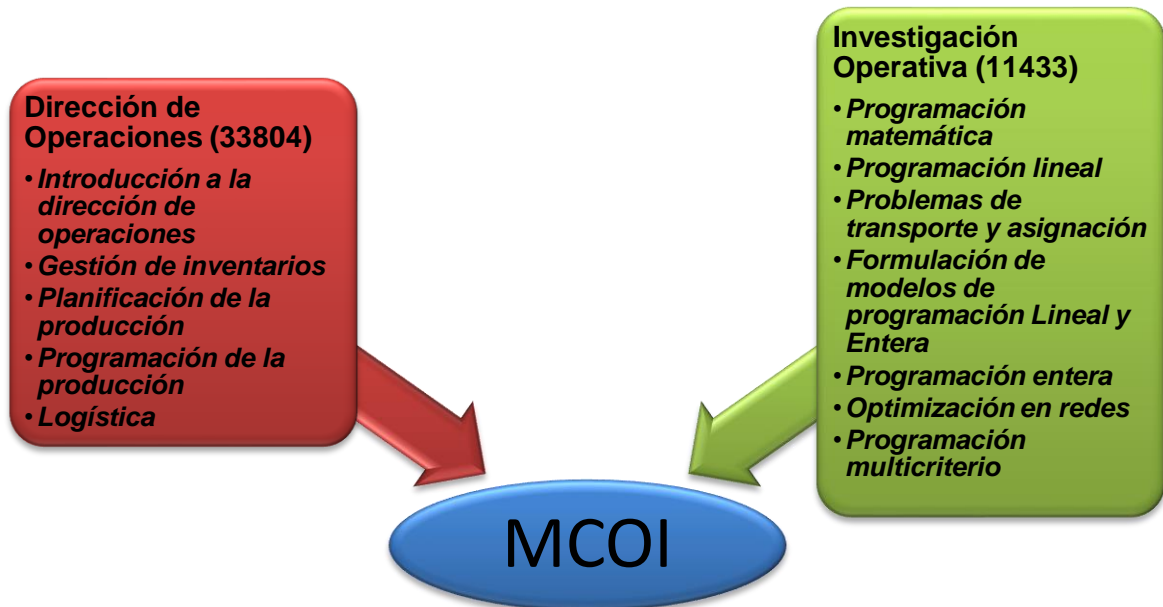 Dirección de
Operaciones (33804)
• Introducción a la
dirección de
operaciones
• Gestión de inventarios
• Planificación de la
producción
• Programación de la
producción
• Logística
Investigación
Operativa (11433)
• Programación
matemática
• Programación lineal
• Problemas de
transporte y asignación
• Formulación de
modelos de
programación Lineal y
Entera
• Programación entera
• Optimización en redes
• Programación
multicriterio
MCOI